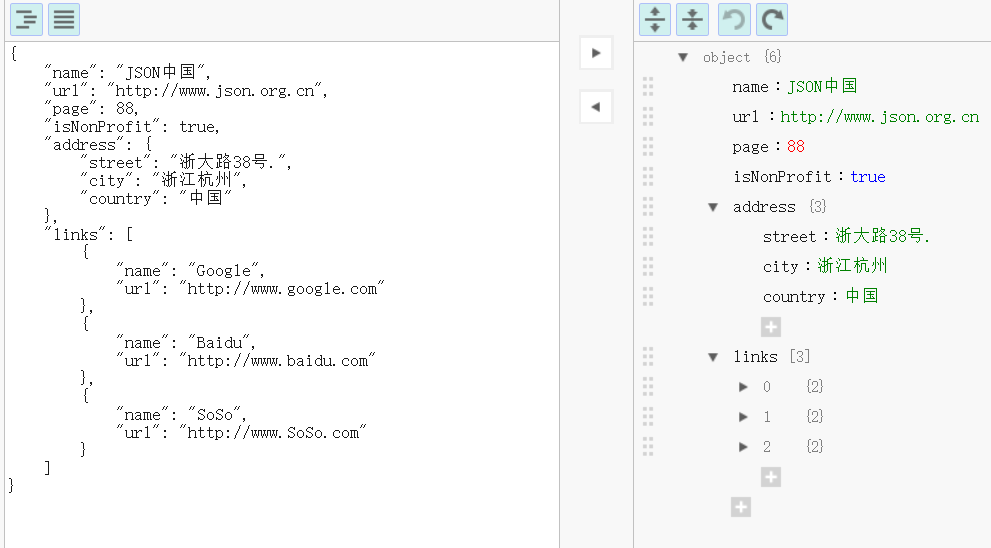 {
"name": "JSON中国",
"url": "http://www.json.org.cn",
"page": 88,
"isNonProfit": true,
"address": {
"street": "浙大路38号.",
"city": "浙江杭州",
"country": "中国"
},
"links": [
{
"name": "Google",
"url": "http://www.google.com"
},
{
"name": "Baidu",
"url": "http://www.baidu.com"
},
{
"name": "SoSo",
"url": "http://www.SoSo.com"
}
]
}
object {6}
name:JSON中国
url:http://www.json.org.cn
page:88
isNonProfit:true
address {3}
street:浙大路38号.
city:浙江杭州
country:中国
links [3]
0 {2}
1 {2}
2 {2}